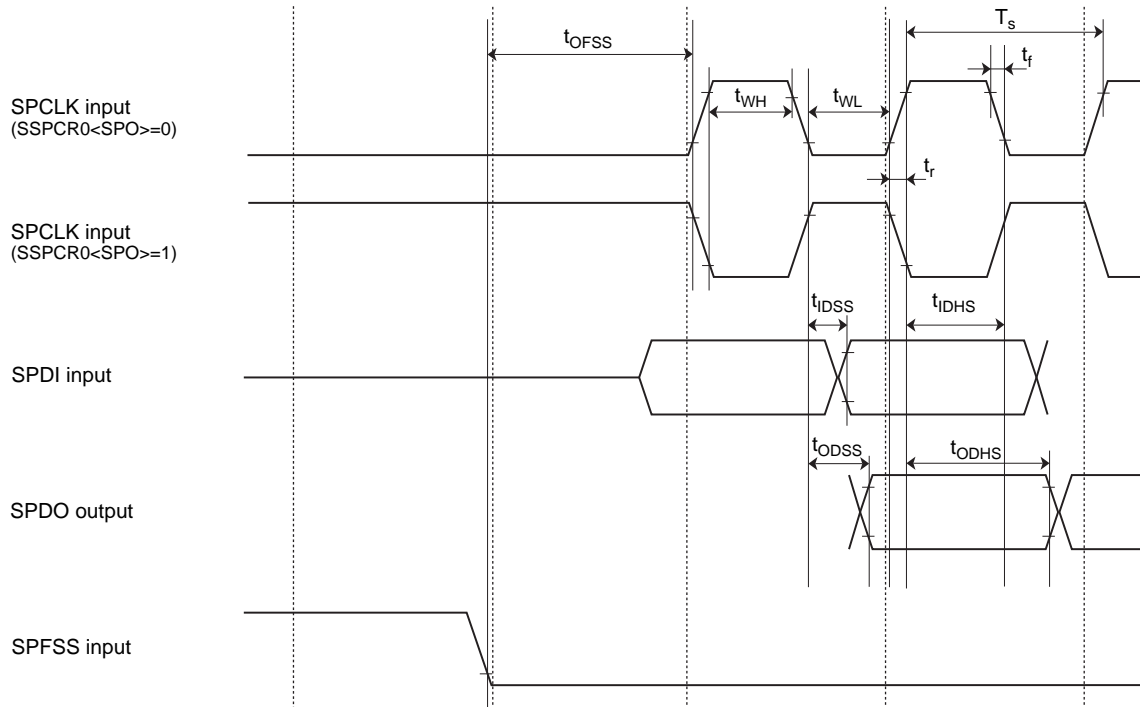 T_s
t_OFSS
t_f
SPCLK input
(SSPCR0<SPO>=0)
t_WH
t_WL
t_r
SPCLK input
(SSPCR0<SPO>=1)
t_IDSS
t_IDHS
SPDI input
t_ODSS
t_ODHS
SPDO output
SPFSS input